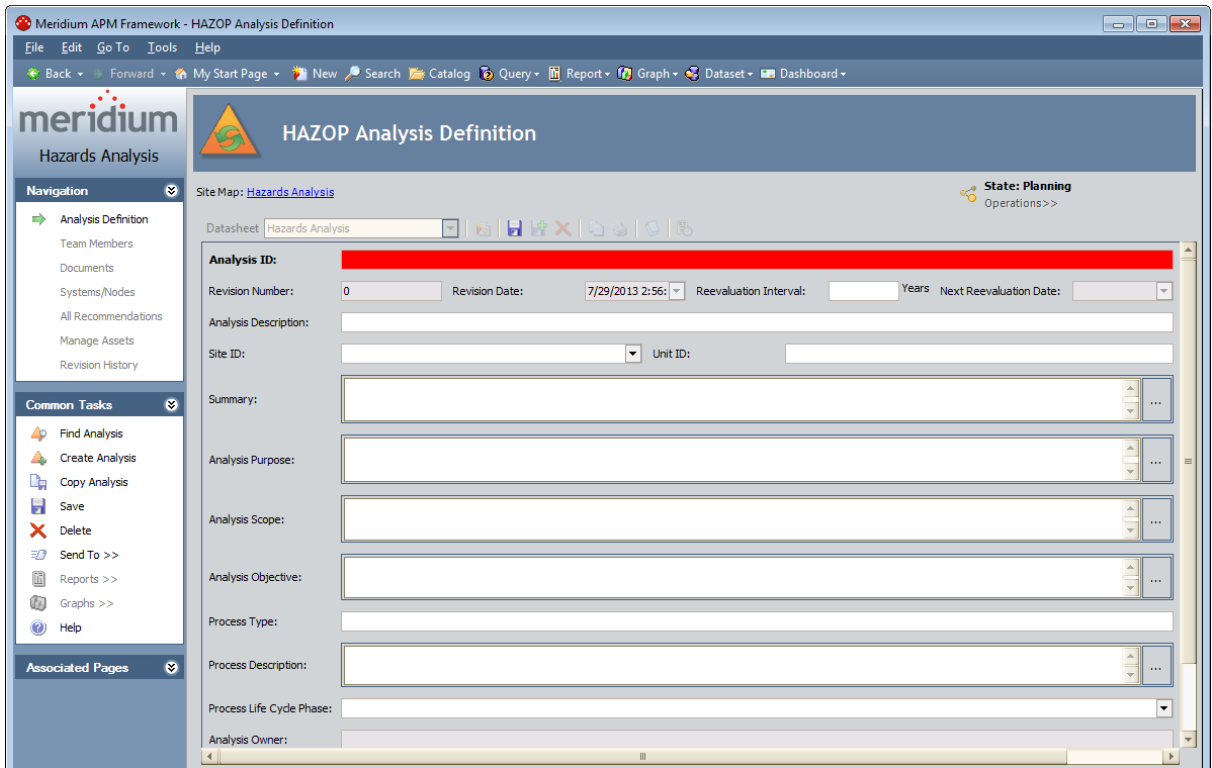 Meridium APM Framework - HAZOP Analysis Definition
File Edit Go To Tools Help
Back Forward My Start Page New Search Catalog Query Report Graph Dataset Dashboard
meridium
Hazards Analysis
HAZOP Analysis Definition
Navigation
Analysis Definition
Team Members
Documents
Systems/Nodes
All Recommendations
Manage Assets
Revision History
Common Tasks
Find Analysis
Create Analysis
Copy Analysis
Save
Delete
Send To >>
Reports >>
Graphs >>
Help
Associated Pages
Site Map: Hazards Analysis
State: Planning
Operations>>
Datasheet Hazards Analysis
Analysis ID:
Revision Number: 0 Revision Date: 7/29/2013 2:56: Reevaluation Interval: Years Next Reevaluation Date:
Analysis Description:
Site ID: Unit ID:
Summary: ...
Analysis Purpose: ...
Analysis Scope: ...
Analysis Objective: ...
Process Type:
Process Description: ...
Process Life Cycle Phase:
Analysis Owner: